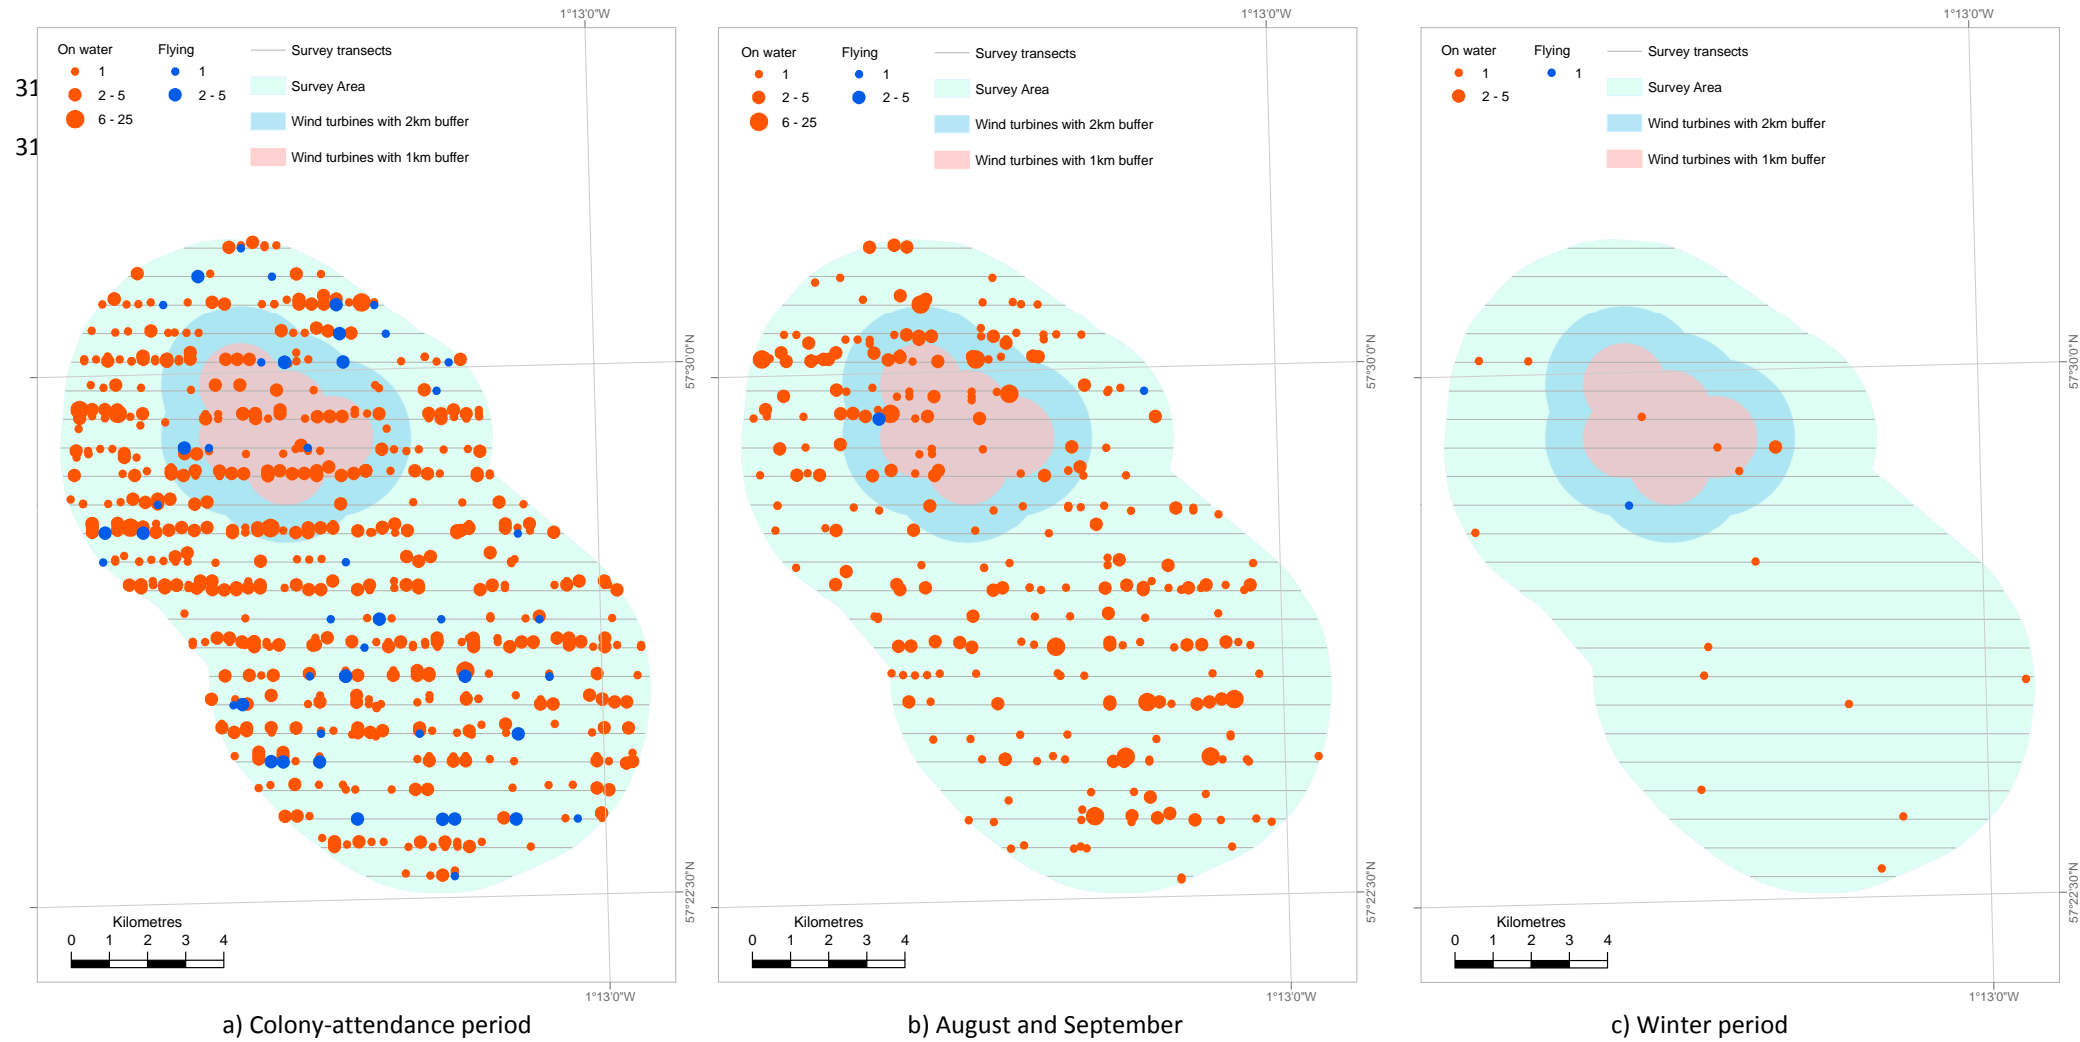 1°13'0"W
On water
Flying
1
2 - 5
6 - 25
1
2 - 5
Survey transects
Survey Area
Wind turbines with 2km buffer
Wind turbines with 1km buffer
31
31
57°30'0"N
57°22'30"N
Kilometres
0 1 2 3 4
1°13'0"W
a) Colony-attendance period
1°13'0"W
On water
Flying
1
2 - 5
6 - 25
1
2 - 5
Survey transects
Survey Area
Wind turbines with 2km buffer
Wind turbines with 1km buffer
57°30'0"N
57°22'30"N
Kilometres
0 1 2 3 4
1°13'0"W
b) August and September
1°13'0"W
On water
Flying
1
2 - 5
1
Survey transects
Survey Area
Wind turbines with 2km buffer
Wind turbines with 1km buffer
57°30'0"N
57°22'30"N
Kilometres
0 1 2 3 4
1°13'0"W
c) Winter period